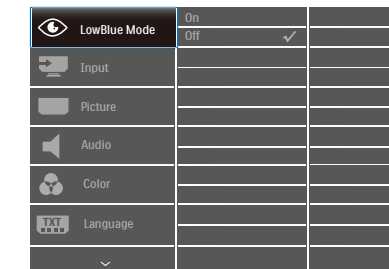 LowBlue Mode
On
Off
Input
Picture
Audio
Color
TXT
Language